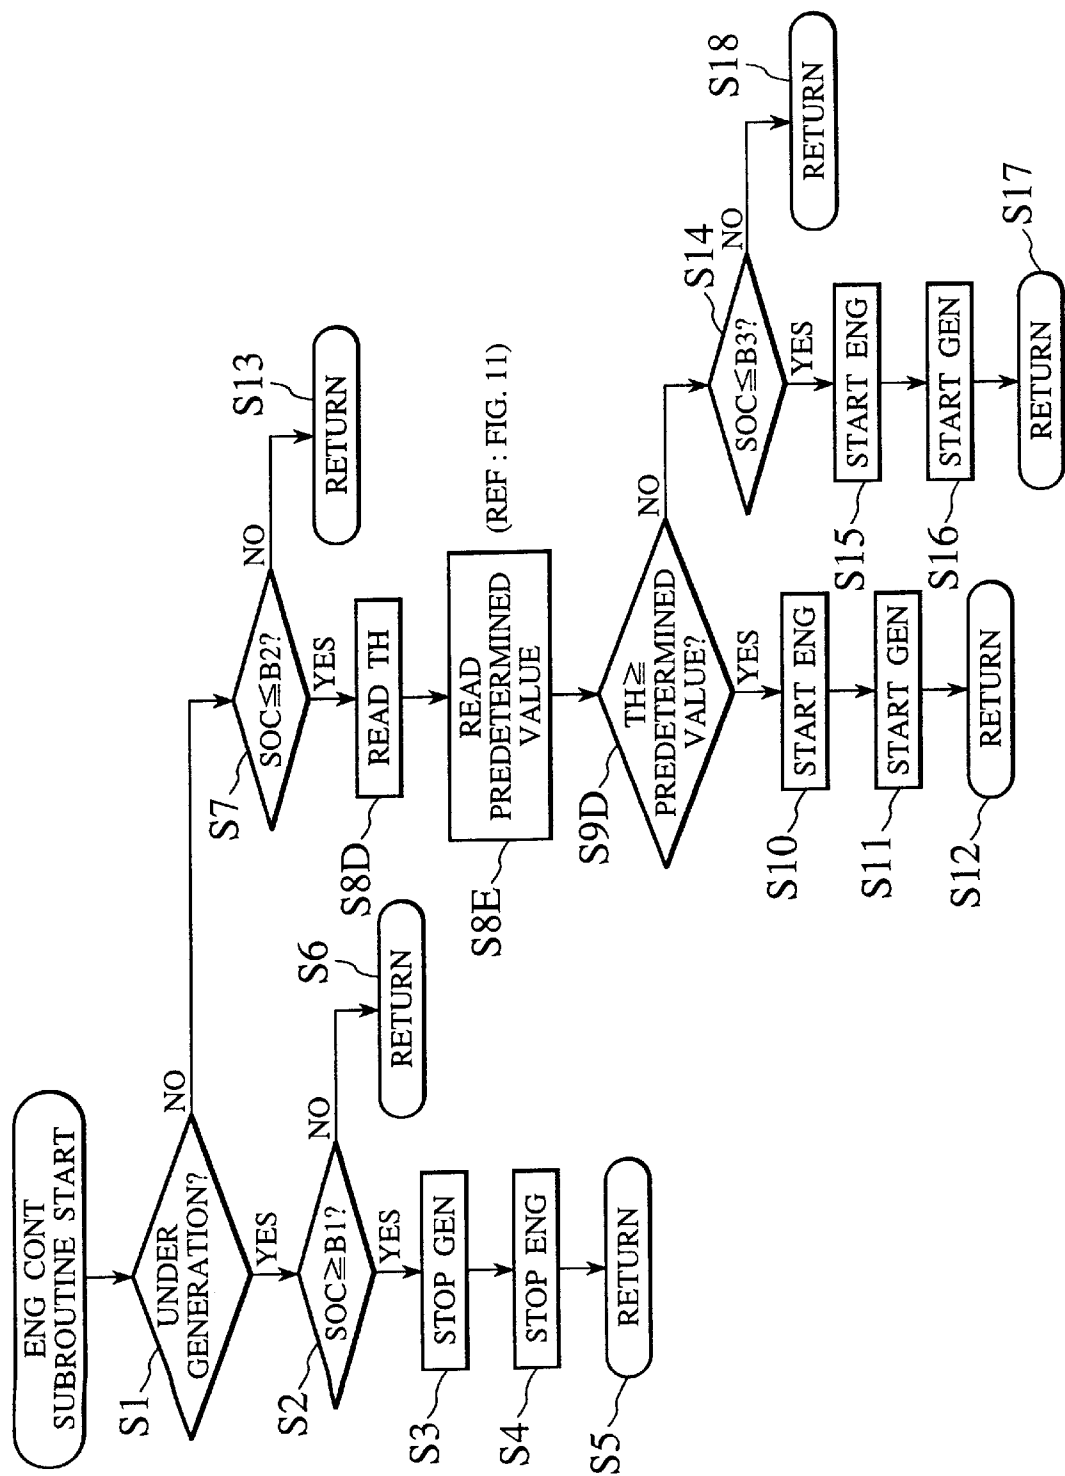 ENG CONT
SUBROUTINE START
S1
UNDER
GENERATION?
NO
YES
S2
SOC≧B1?
NO
YES
S6
RETURN
S3
STOP GEN
S4
STOP ENG
S5
RETURN
S7
SOC≦B2?
NO
YES
S13
RETURN
S8D
READ TH
S8E
READ
PREDETERMINED
VALUE
(REF : FIG. 11)
S9D
TH≧
PREDETERMINED
VALUE?
NO
YES
S10
START ENG
S11
START GEN
S12
RETURN
S14
SOC≦B3?
NO
YES
S18
RETURN
S15
START ENG
S16
START GEN
S17
RETURN